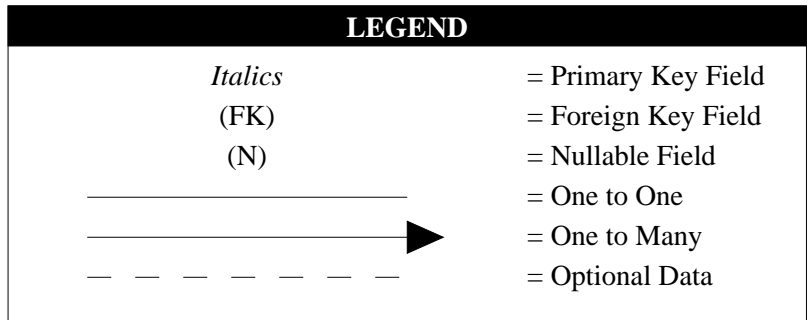 LEGEND
Italics = Primary Key Field
(FK) = Foreign Key Field
(N) = Nullable Field
= One to One
= One to Many
= Optional Data